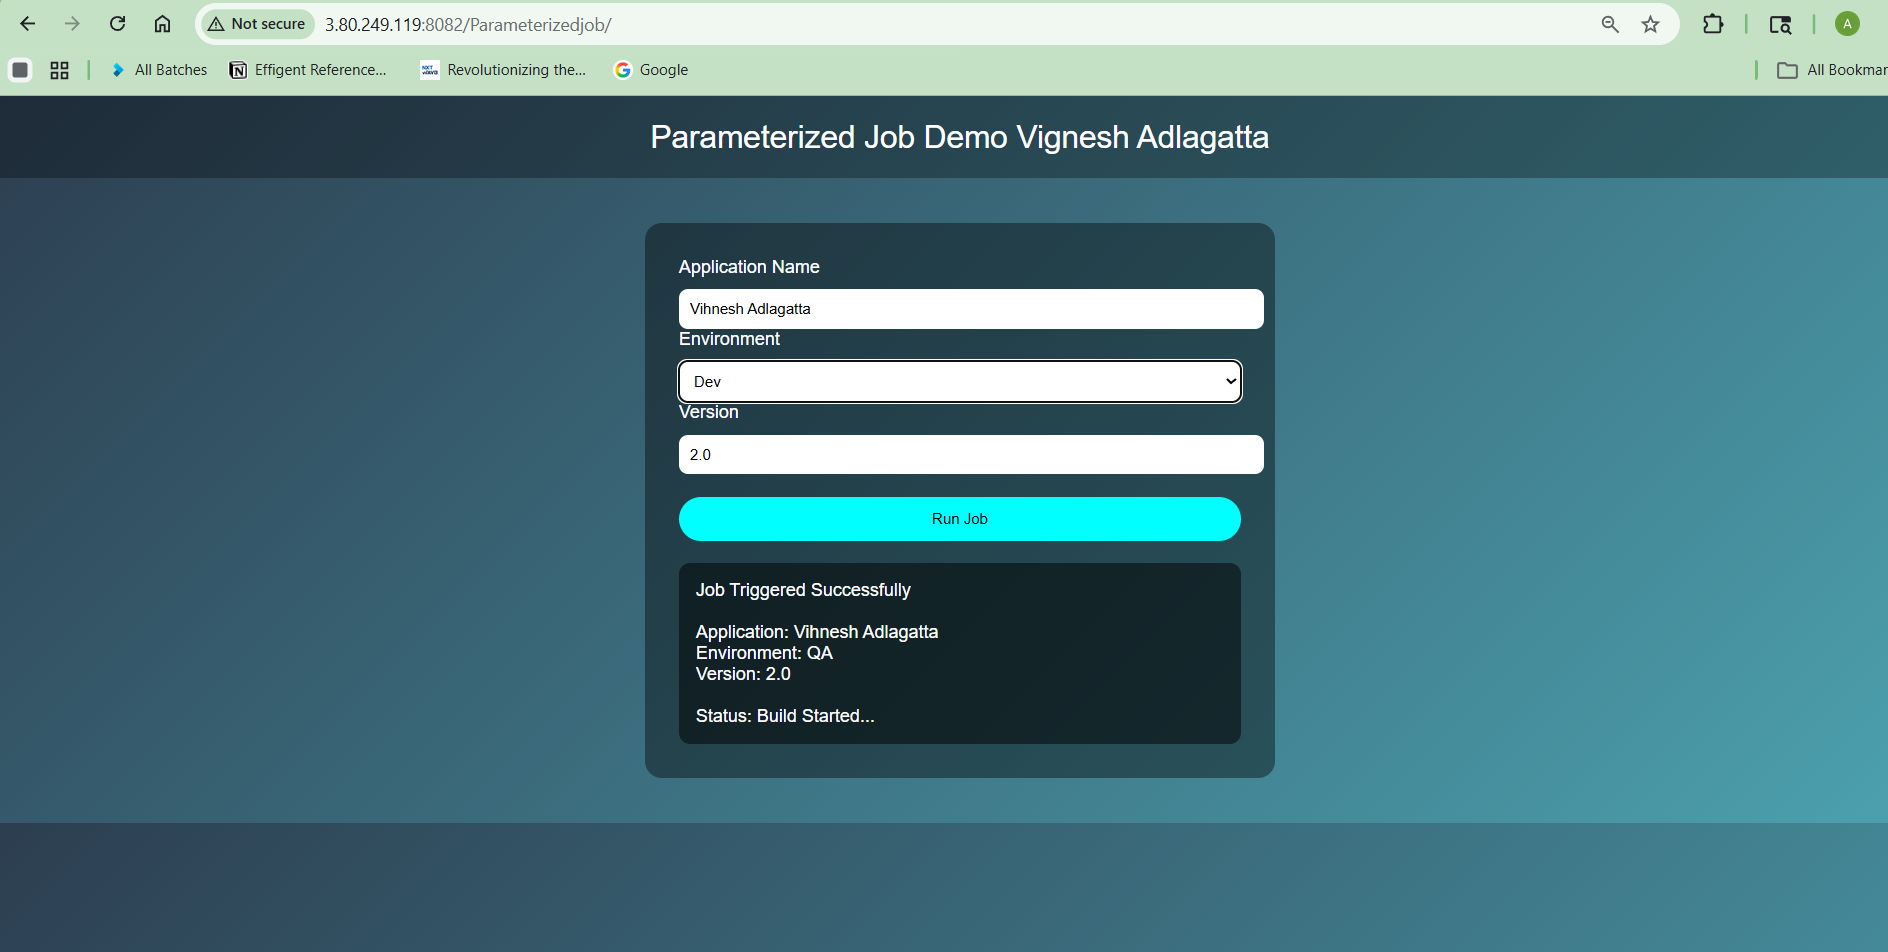 Not secure 3.80.249.119:8082/Parameterizedjob/ A
All Batches Effigent Reference... Revolutionizing the... Google All Bookmar
Parameterized Job Demo Vignesh Adlagatta
Application Name
Vihnesh Adlagatta
Environment
Dev
Version
2.0
Run Job
Job Triggered Successfully
Application: Vihnesh Adlagatta
Environment: QA
Version: 2.0
Status: Build Started...